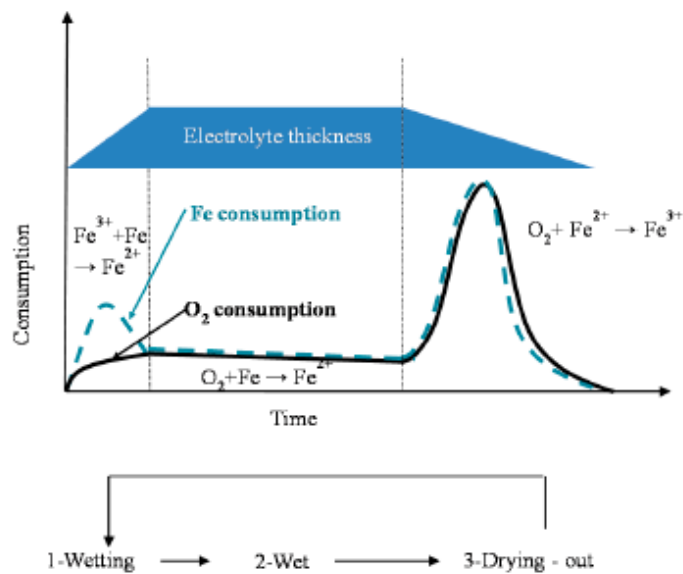 Electrolyte thickness
Fe³⁺+Fe
→ Fe²⁺
Fe consumption
O₂+ Fe²⁺ → Fe³⁺
O₂ consumption
O₂+Fe → Fe²⁺
Consumption
Time
1-Wetting → 2-Wet → 3-Drying - out